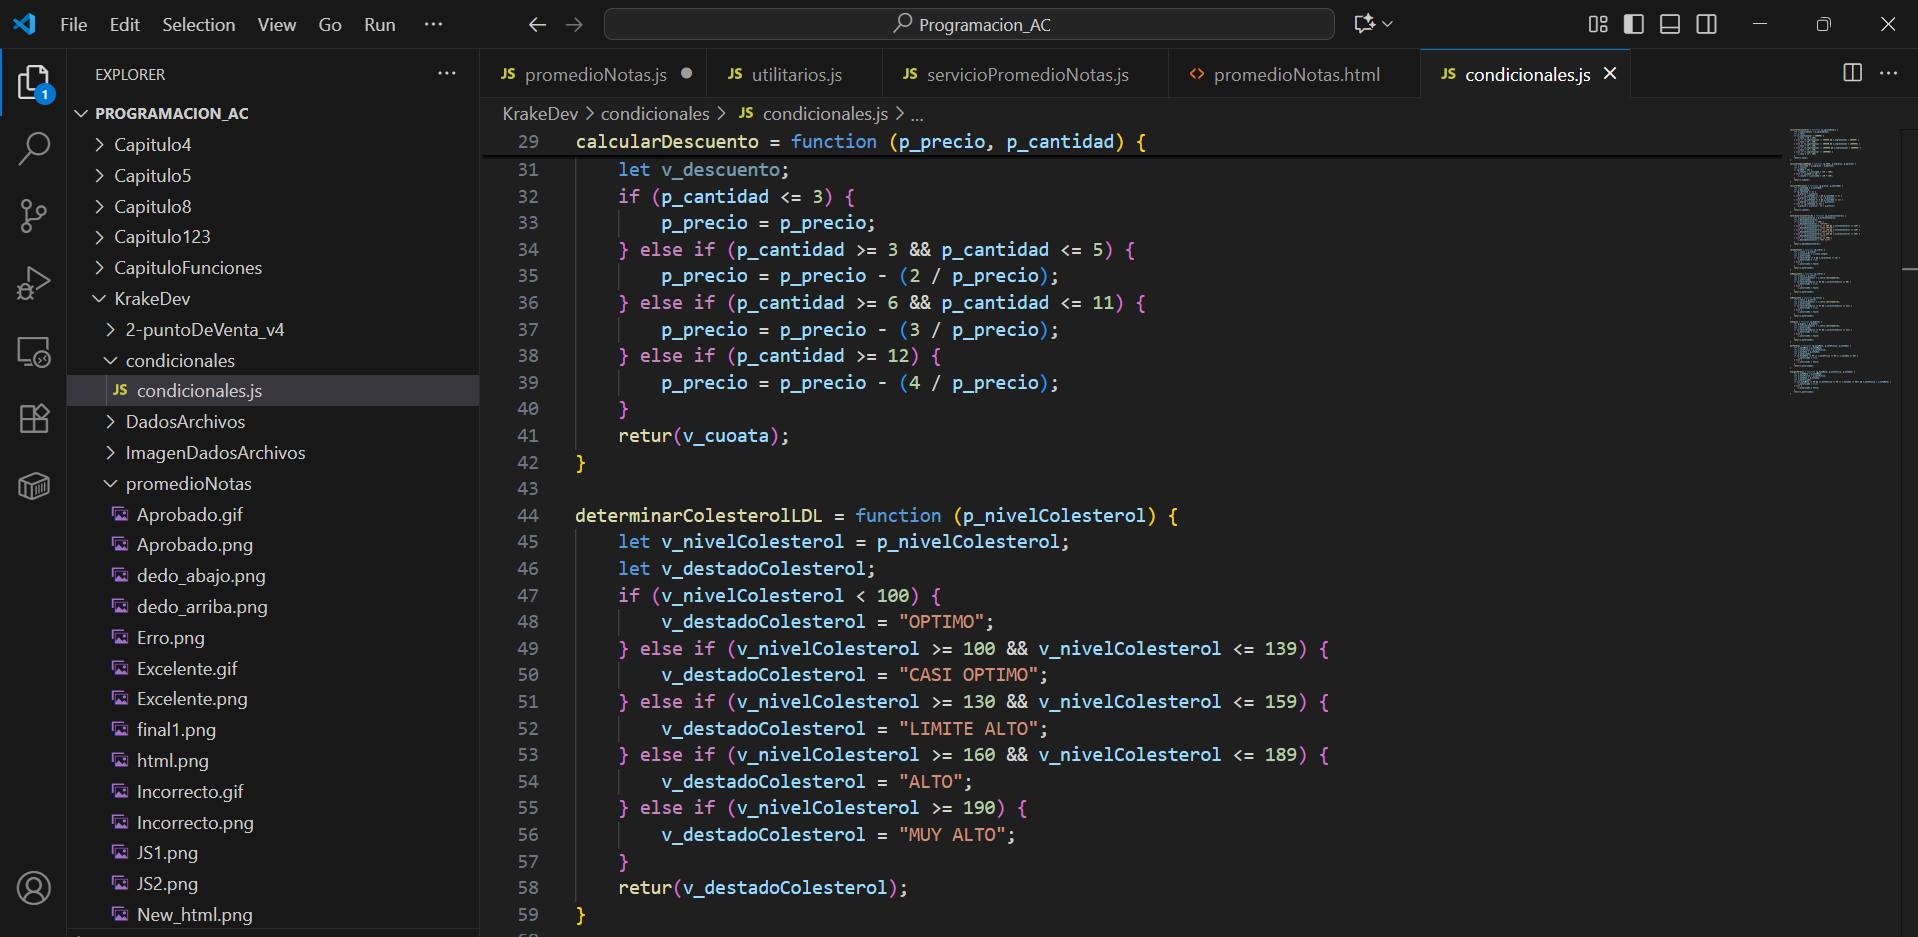 File Edit Selection View Go Run ···
Programacion_AC
EXPLORER ···
1
PROGRAMACION_AC
Capitulo4
Capitulo5
Capitulo8
Capitulo123
CapituloFunciones
KrakeDev
2-puntoDeVenta_v4
condicionales
JS condicionales.js
DadosArchivos
ImagenDadosArchivos
promedioNotas
Aprobado.gif
Aprobado.png
dedo_abajo.png
dedo_arriba.png
Erro.png
Excelente.gif
Excelente.png
final1.png
html.png
Incorrecto.gif
Incorrecto.png
JS1.png
JS2.png
New_html.png
JS promedioNotas.js JS utilitarios.js JS servicioPromedioNotas.js <> promedioNotas.html JS condicionales.js
KrakeDev > condicionales > JS condicionales.js > ...
29 calcularDescuento = function (p_precio, p_cantidad) {
31 let v_descuento;
32 if (p_cantidad <= 3) {
33 p_precio = p_precio;
34 } else if (p_cantidad >= 3 && p_cantidad <= 5) {
35 p_precio = p_precio - (2 / p_precio);
36 } else if (p_cantidad >= 6 && p_cantidad <= 11) {
37 p_precio = p_precio - (3 / p_precio);
38 } else if (p_cantidad >= 12) {
39 p_precio = p_precio - (4 / p_precio);
40 }
41 retur(v_cuoata);
42 }
43
44 determinarColesterolLDL = function (p_nivelColesterol) {
45 let v_nivelColesterol = p_nivelColesterol;
46 let v_destadoColesterol;
47 if (v_nivelColesterol < 100) {
48 v_destadoColesterol = "OPTIMO";
49 } else if (v_nivelColesterol >= 100 && v_nivelColesterol <= 139) {
50 v_destadoColesterol = "CASI OPTIMO";
51 } else if (v_nivelColesterol >= 130 && v_nivelColesterol <= 159) {
52 v_destadoColesterol = "LIMITE ALTO";
53 } else if (v_nivelColesterol >= 160 && v_nivelColesterol <= 189) {
54 v_destadoColesterol = "ALTO";
55 } else if (v_nivelColesterol >= 190) {
56 v_destadoColesterol = "MUY ALTO";
57 }
58 retur(v_destadoColesterol);
59 }